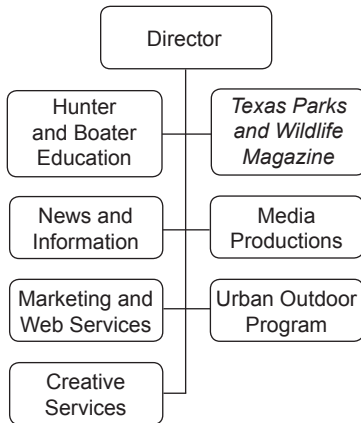 Director
Hunter
and Boater
Education
Texas Parks
and Wildlife
Magazine
News and
Information
Media
Productions
Marketing and
Web Services
Urban Outdoor
Program
Creative
Services